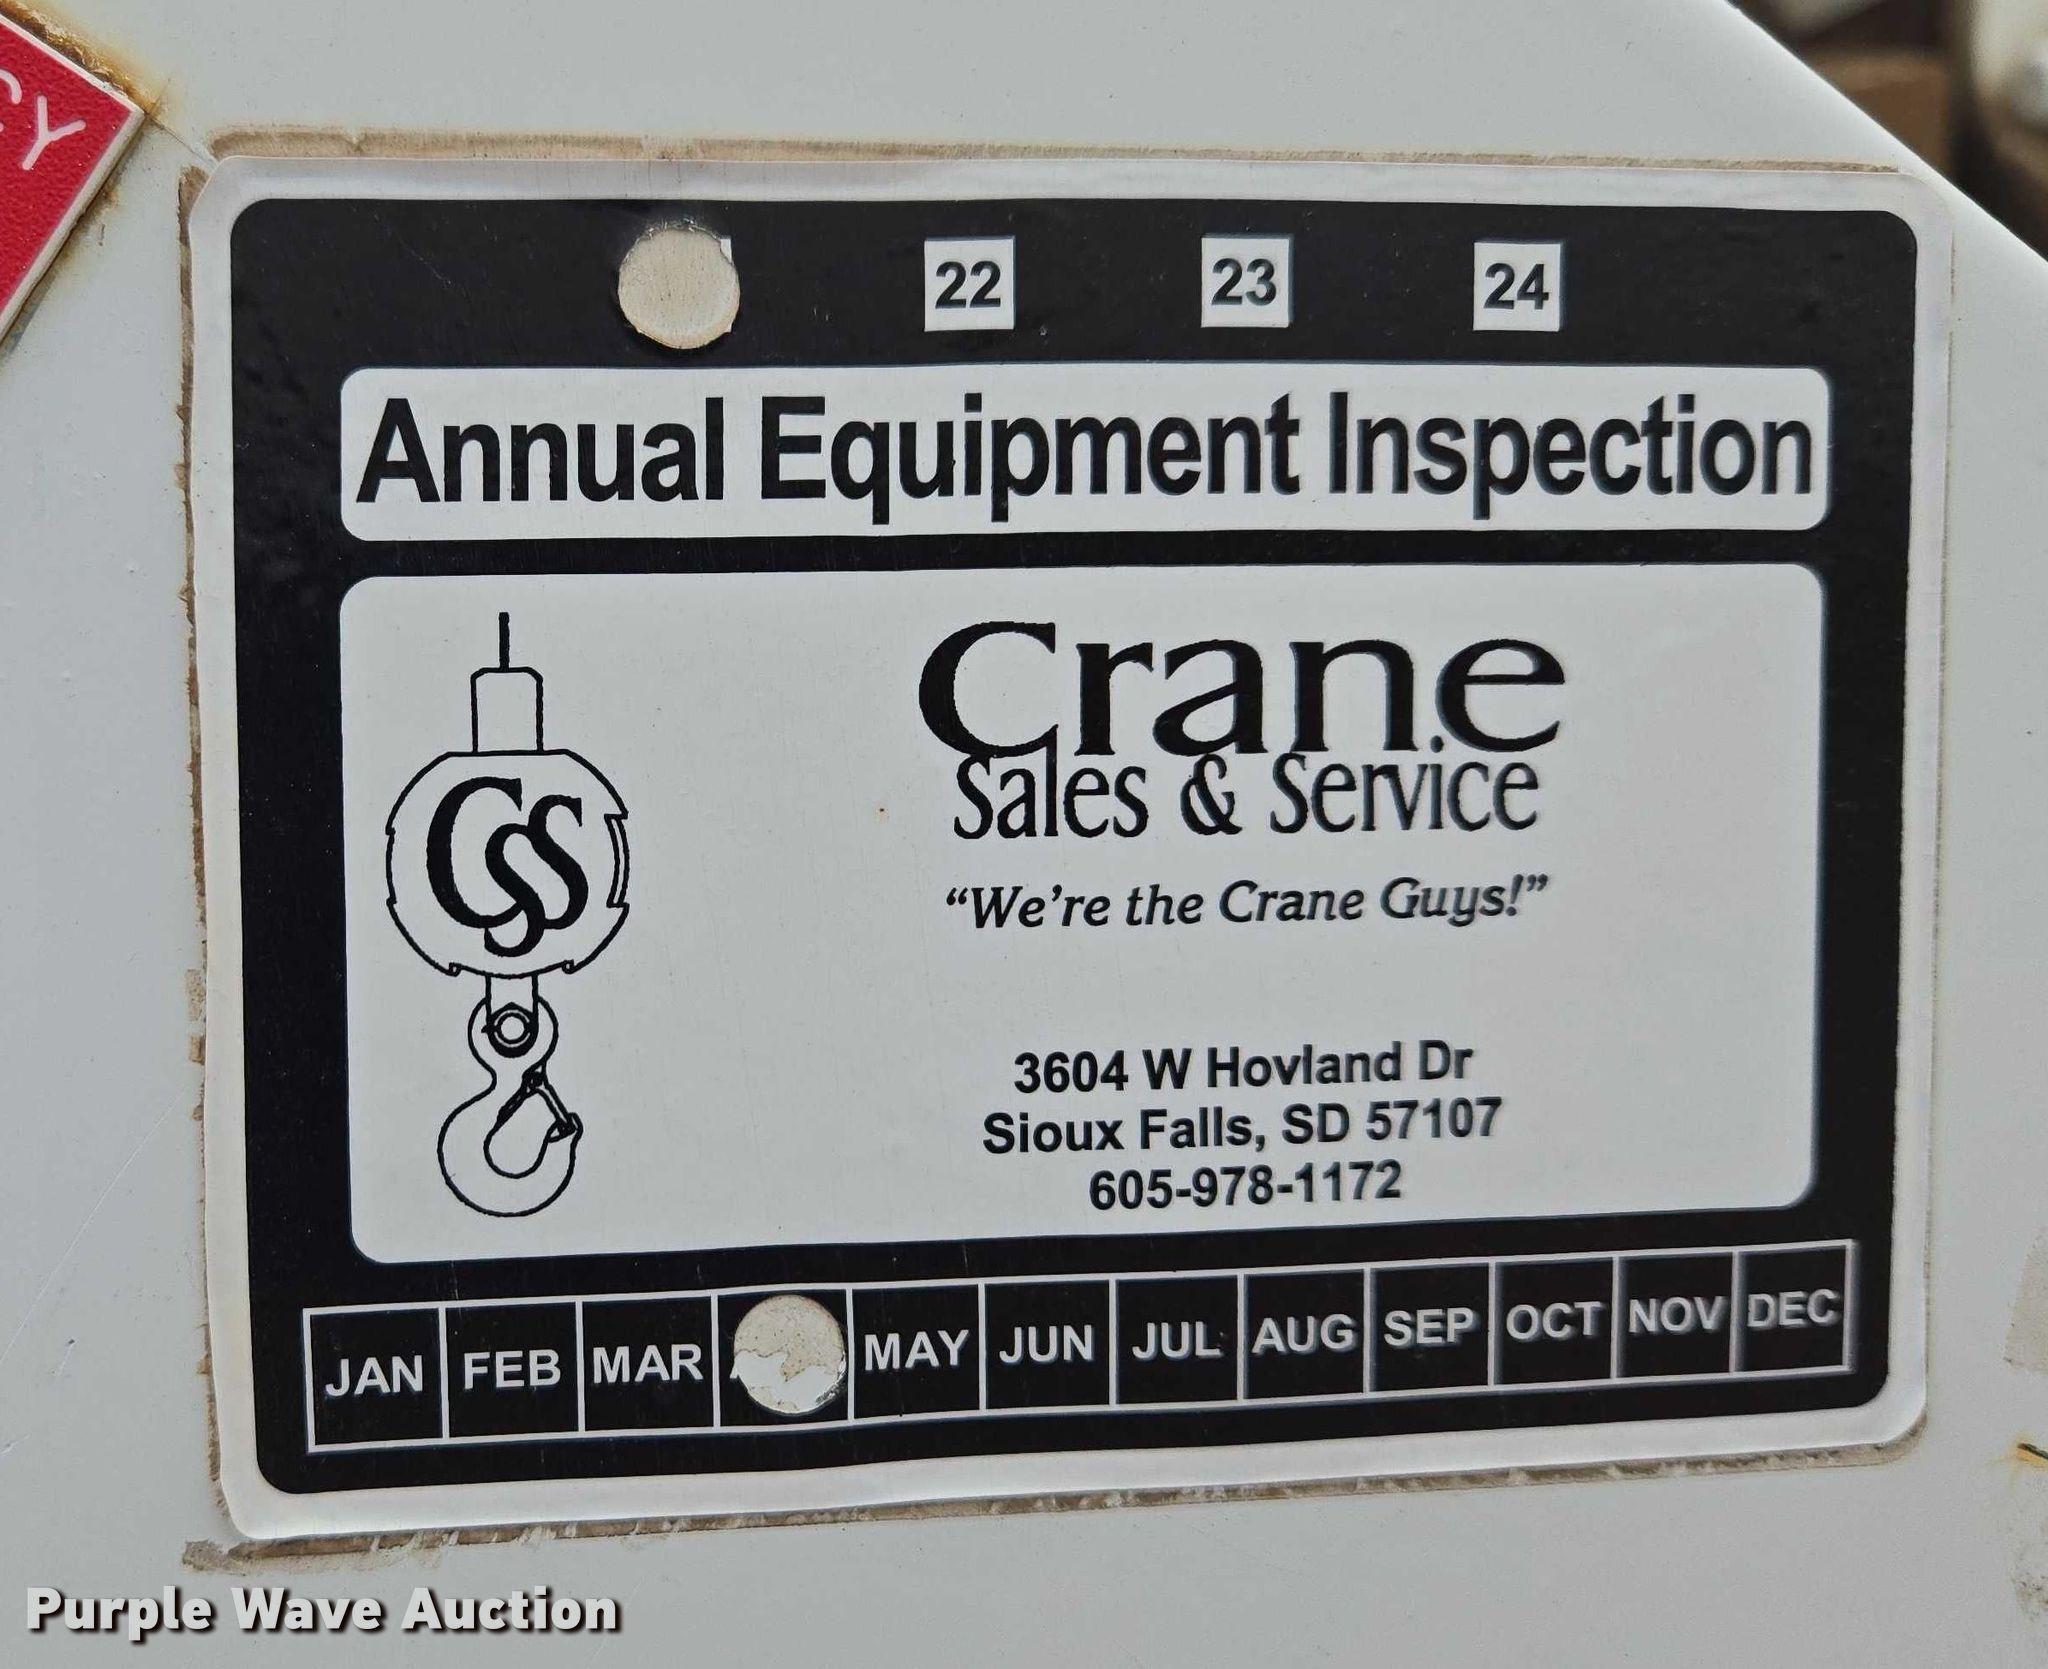 CY
22 23 24
Annual Equipment Inspection
CSS
Crane
Sales & Service
“We're the Crane Guys!”
3604 W Hovland Dr
Sioux Falls, SD 57107
605-978-1172
JAN FEB MAR MAY JUN JUL AUG SEP OCT NOV DEC
Purple Wave Auction